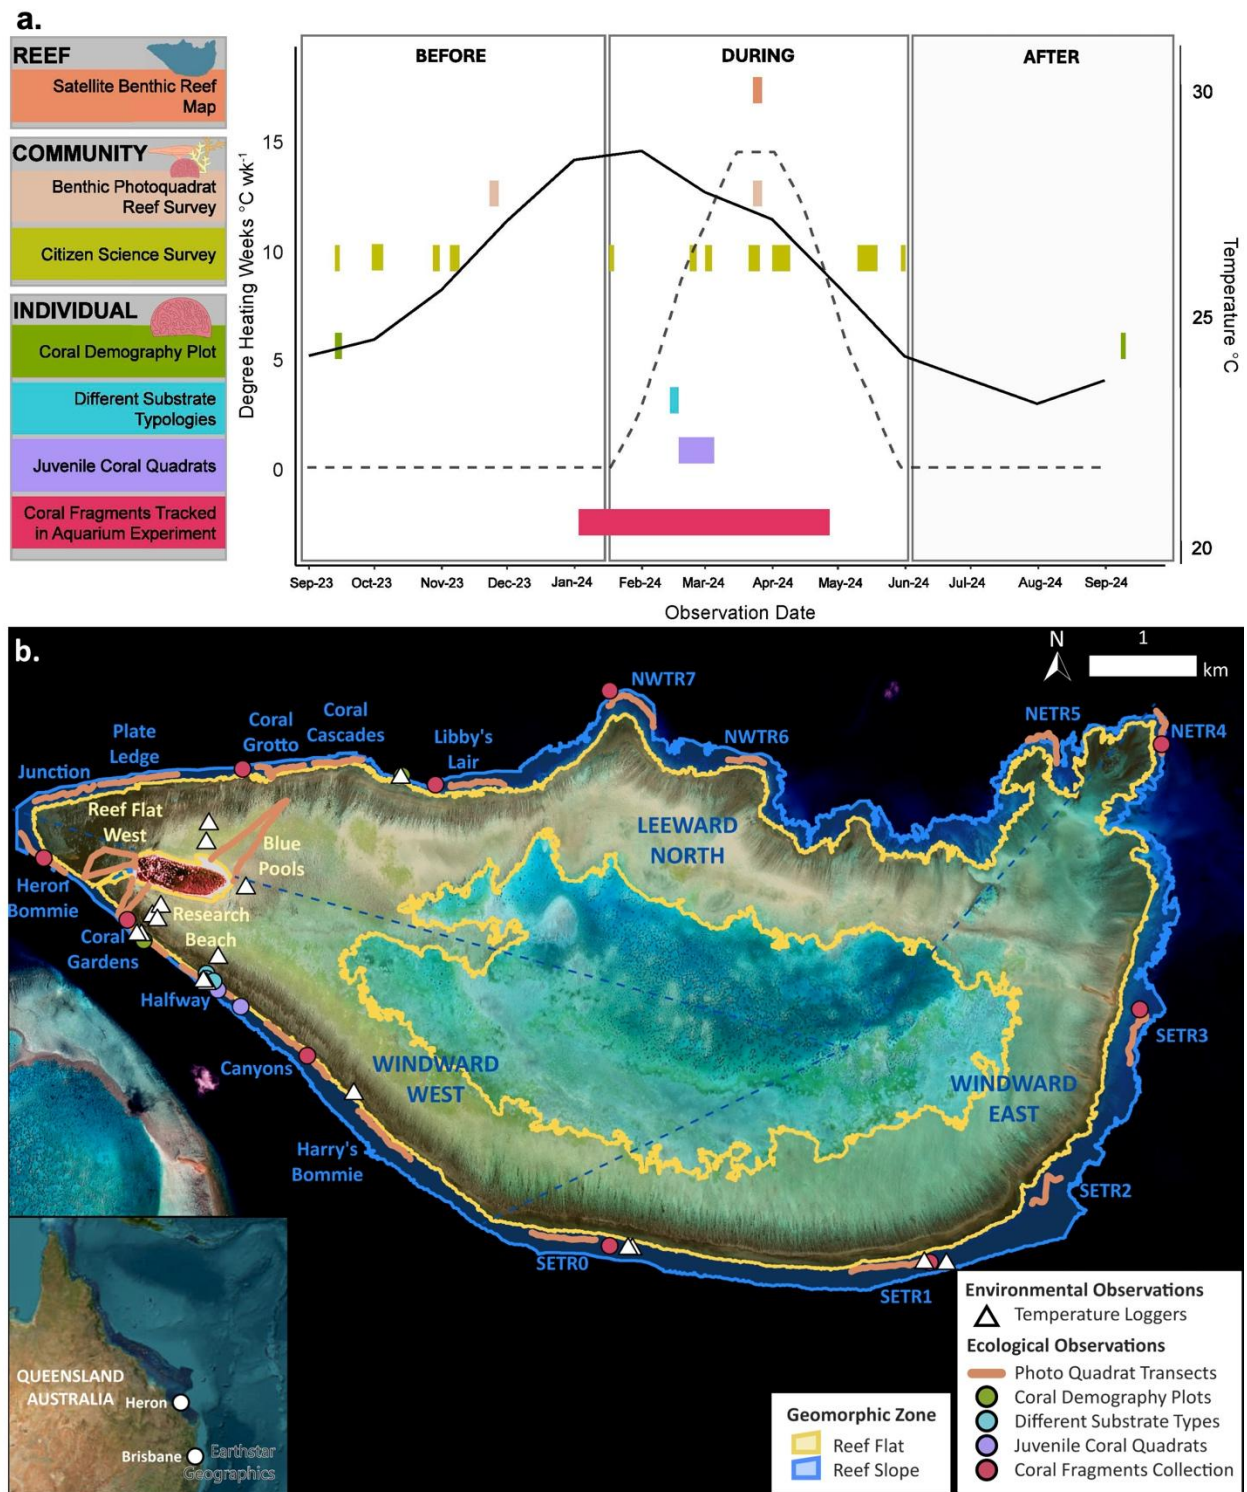 a.
REEF
Satellite Benthic Reef
Map
COMMUNITY
Benthic Photoquadrat
Reef Survey
Citizen Science Survey
INDIVIDUAL
Coral Demography Plot
Different Substrate
Typologies
Juvenile Coral Quadrats
Coral Fragments Tracked
in Aquarium Experiment
BEFORE
DURING
AFTER
Degree Heating Weeks °C wk⁻¹
15
10
5
0
30
25
20
Temperature °C
Sep-23
Oct-23
Nov-23
Dec-23
Jan-24
Feb-24
Mar-24
Apr-24
May-24
Jun-24
Jul-24
Aug-24
Sep-24
Observation Date
b.
N
1
km
NWTR7
NWTR6
NETR5
NETR4
Coral
Cascades
Coral
Grotto
Libby's
Lair
Plate
Ledge
Junction
Reef Flat
West
Blue
Pools
LEEWARD
NORTH
Heron
Bommie
Research
Beach
Coral
Gardens
Halfway
SETR3
Canyons
WINDWARD
WEST
WINDWARD
EAST
Harry's
Bommie
SETR2
SETR0
SETR1
QUEENSLAND
AUSTRALIA
Heron
Brisbane
Earthstar
Geographics
Geomorphic Zone
Reef Flat
Reef Slope
Environmental Observations
Temperature Loggers
Ecological Observations
Photo Quadrat Transects
Coral Demography Plots
Different Substrate Types
Juvenile Coral Quadrats
Coral Fragments Collection